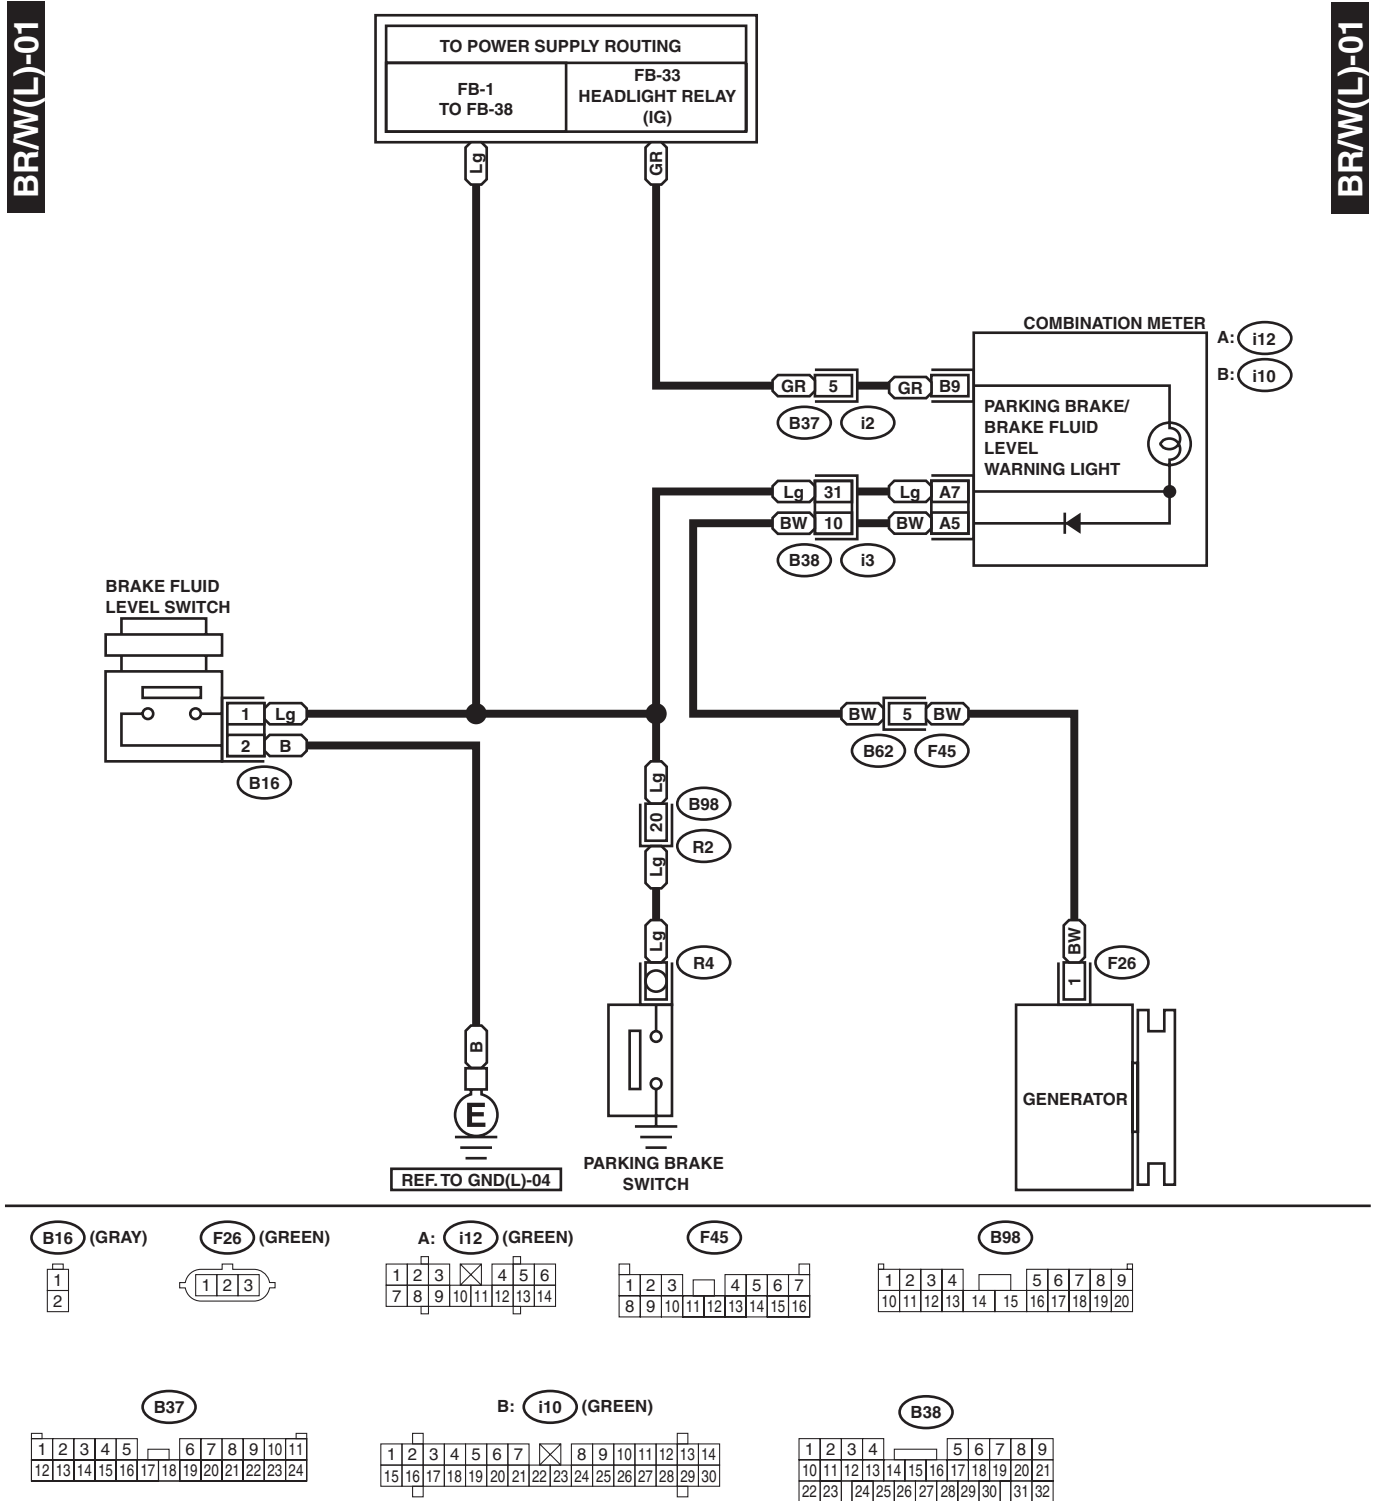 BR/W(L)-01
BR/W(L)-01
TO POWER SUPPLY ROUTING
FB-1
TO FB-38
FB-33
HEADLIGHT RELAY
(IG)
Lg
GR
COMBINATION METER
A: i12
B: i10
GR 5 GR B9
B37 i2
PARKING BRAKE/
BRAKE FLUID
LEVEL
WARNING LIGHT
Lg 31 Lg A7
BW 10 BW A5
B38 i3
BRAKE FLUID
LEVEL SWITCH
1 Lg
2 B
B16
BW 5 BW
B62 F45
Lg
20
Lg
B98
R2
Lg
R4
BW
1
F26
B
E
REF. TO GND(L)-04
PARKING BRAKE
SWITCH
GENERATOR
B16 (GRAY)
1
2
F26 (GREEN)
1 2 3
A: i12 (GREEN)
1 2 3 4 5 6
7 8 9 10 11 12 13 14
F45
1 2 3 4 5 6 7
8 9 10 11 12 13 14 15 16
B98
1 2 3 4 5 6 7 8 9
10 11 12 13 14 15 16 17 18 19 20
B37
1 2 3 4 5 6 7 8 9 10 11
12 13 14 15 16 17 18 19 20 21 22 23 24
B: i10 (GREEN)
1 2 3 4 5 6 7 8 9 10 11 12 13 14
15 16 17 18 19 20 21 22 23 24 25 26 27 28 29 30
B38
1 2 3 4 5 6 7 8 9
10 11 12 13 14 15 16 17 18 19 20 21
22 23 24 25 26 27 28 29 30 31 32